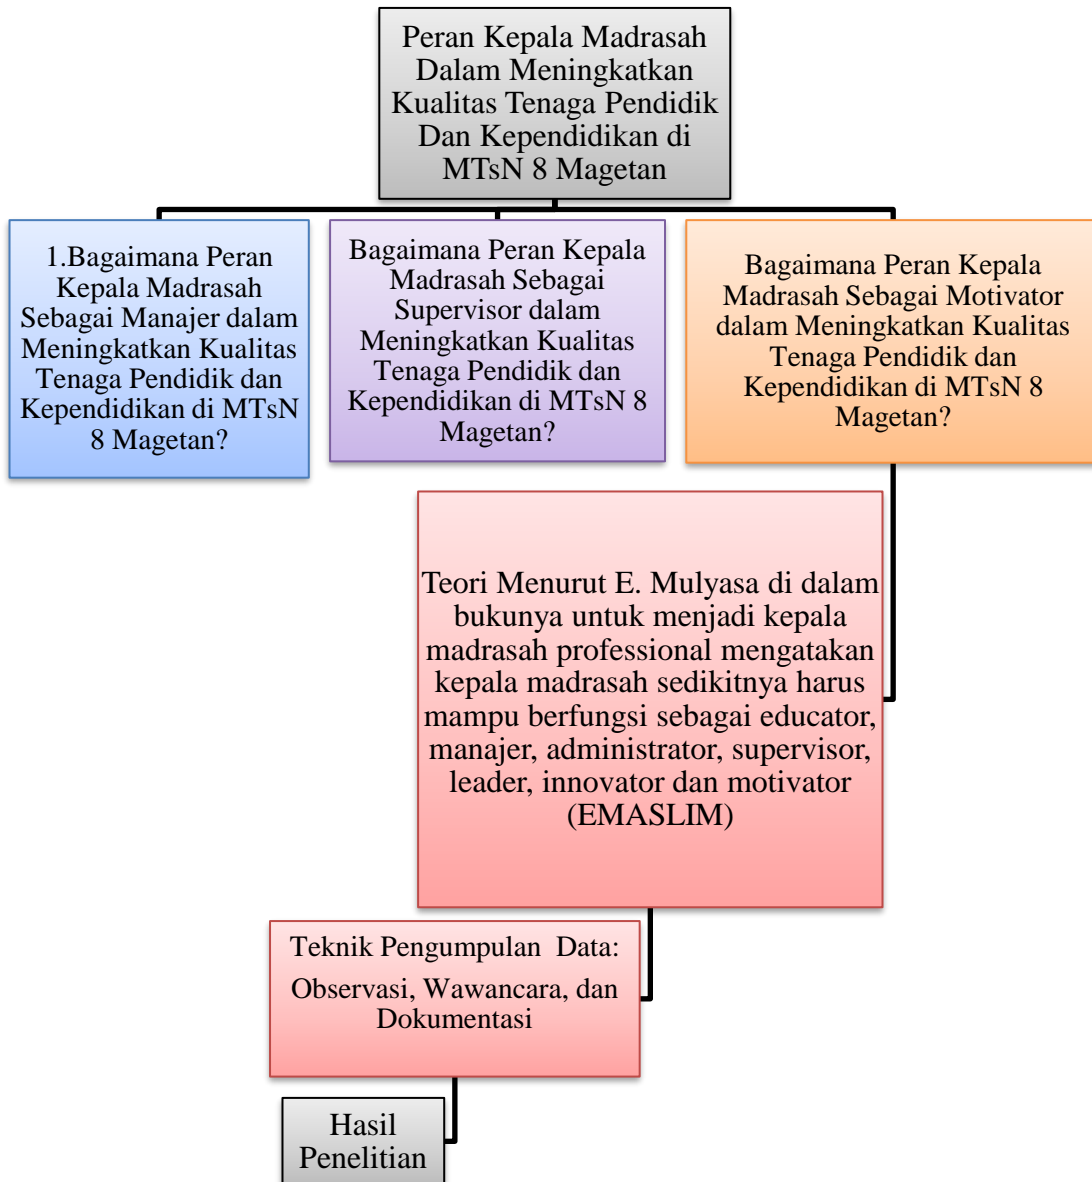 Peran Kepala Madrasah
Dalam Meningkatkan
Kualitas Tenaga Pendidik
Dan Kependidikan di
MTsN 8 Magetan
1.Bagaimana Peran
Kepala Madrasah
Sebagai Manajer dalam
Meningkatkan Kualitas
Tenaga Pendidik dan
Kependidikan di MTsN
8 Magetan?
Bagaimana Peran Kepala
Madrasah Sebagai
Supervisor dalam
Meningkatkan Kualitas
Tenaga Pendidik dan
Kependidikan di MTsN 8
Magetan?
Bagaimana Peran Kepala
Madrasah Sebagai Motivator
dalam Meningkatkan Kualitas
Tenaga Pendidik dan
Kependidikan di MTsN 8
Magetan?
Teori Menurut E. Mulyasa di dalam
bukunya untuk menjadi kepala
madrasah professional mengatakan
kepala madrasah sedikitnya harus
mampu berfungsi sebagai educator,
manajer, administrator, supervisor,
leader, innovator dan motivator
(EMASLIM)
Teknik Pengumpulan Data:
Observasi, Wawancara, dan
Dokumentasi
Hasil
Penelitian